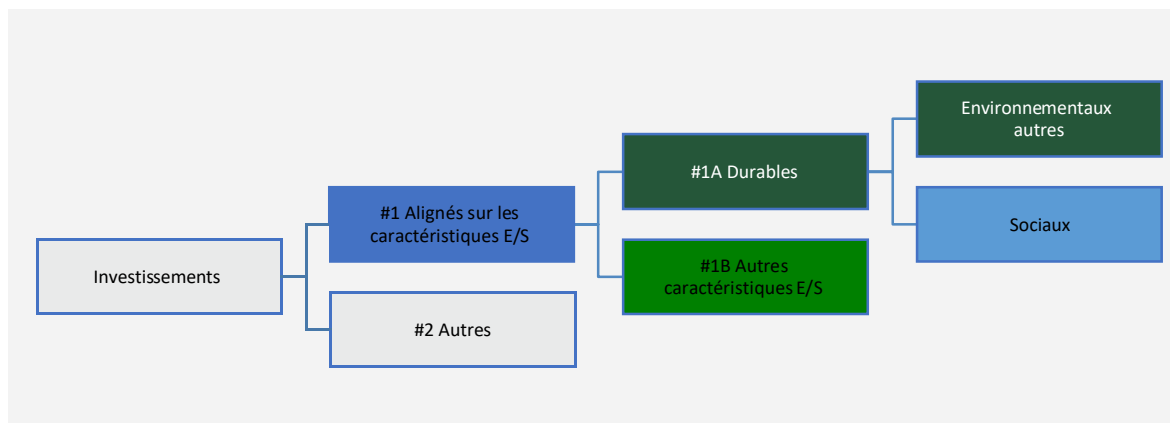 Investissements
#1 Alignés sur les
caractéristiques E/S
#2 Autres
#1A Durables
#1B Autres
caractéristiques E/S
Environnementaux
autres
Sociaux